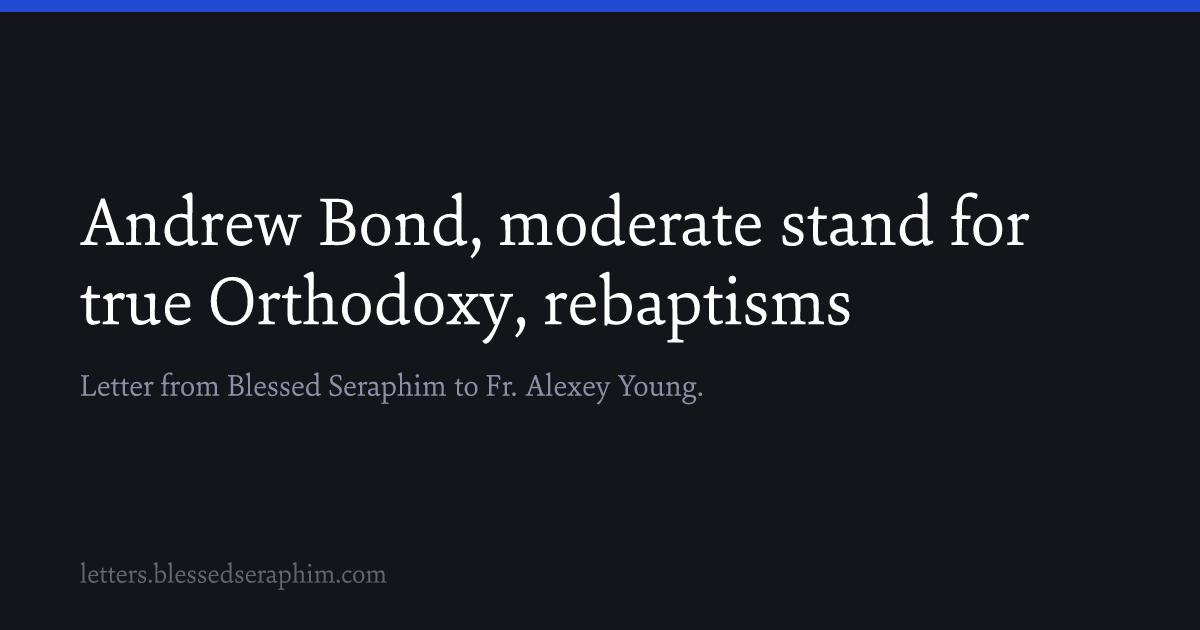 Andrew Bond, moderate stand for
true Orthodoxy, rebaptisms
Letter from Blessed Seraphim to Fr. Alexey Young.
letters.blessedseraphim.com